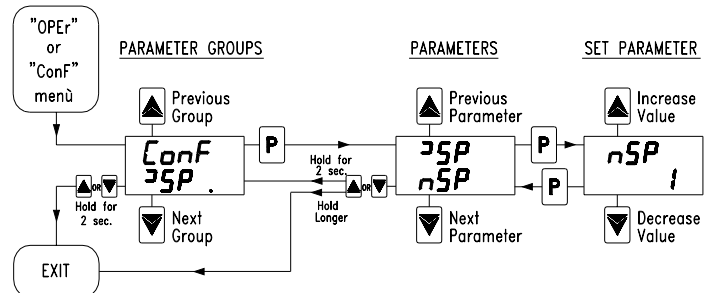 "OPEr"
or
"ConF"
menù
PARAMETER GROUPS
PARAMETERS
SET PARAMETER
Previous
Group
Previous
Parameter
Increase
Value
ConF
⊐SP .
P
Hold for
2 sec.
⊐SP
nSP
P
nSP
1
or
Hold for
2 sec.
or
Hold
Longer
P
Next
Group
Next
Parameter
Decrease
Value
EXIT